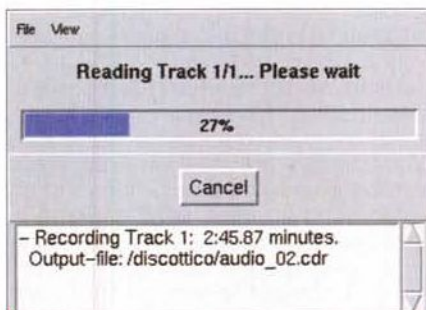 File View
Reading Track 1/1... Please wait
27%
Cancel
– Recording Track 1: 2:45.87 minutes.
Output–file: /discottico/audio_02.cdr